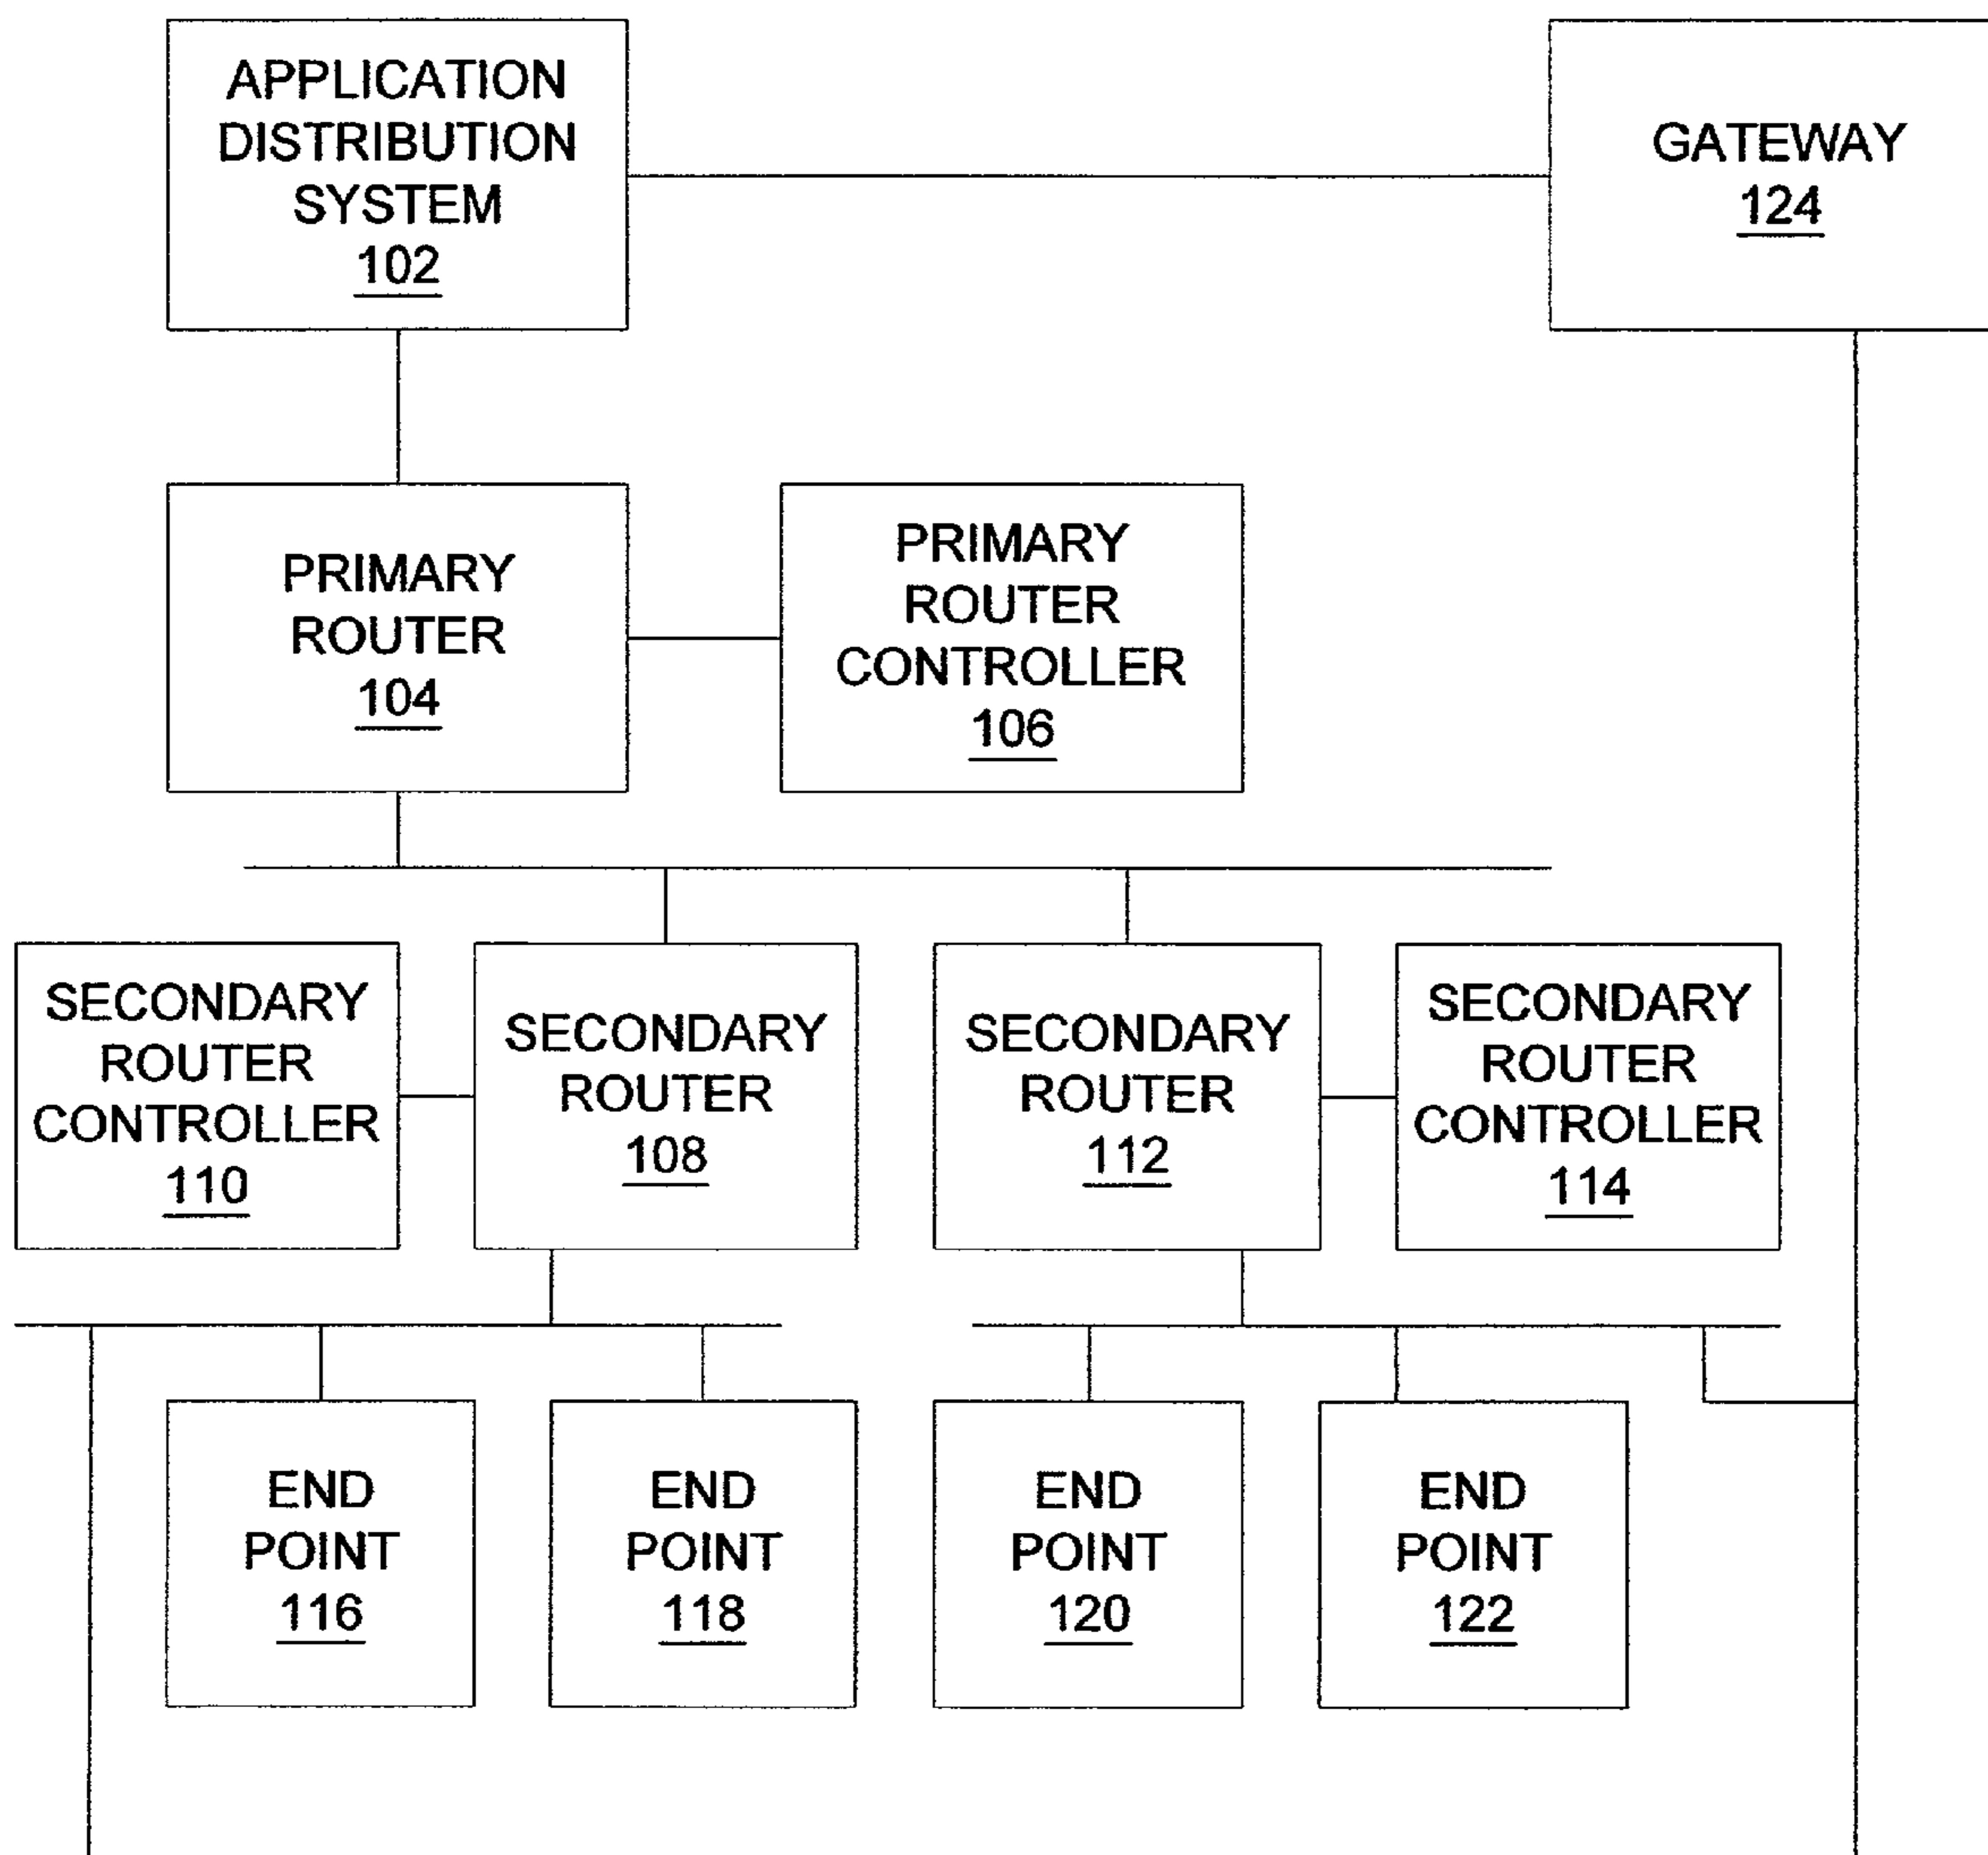 APPLICATION
DISTRIBUTION
SYSTEM
102
GATEWAY
124
PRIMARY
ROUTER
104
PRIMARY
ROUTER
CONTROLLER
106
SECONDARY
ROUTER
CONTROLLER
110
SECONDARY
ROUTER
108
SECONDARY
ROUTER
112
SECONDARY
ROUTER
CONTROLLER
114
END
POINT
116
END
POINT
118
END
POINT
120
END
POINT
122